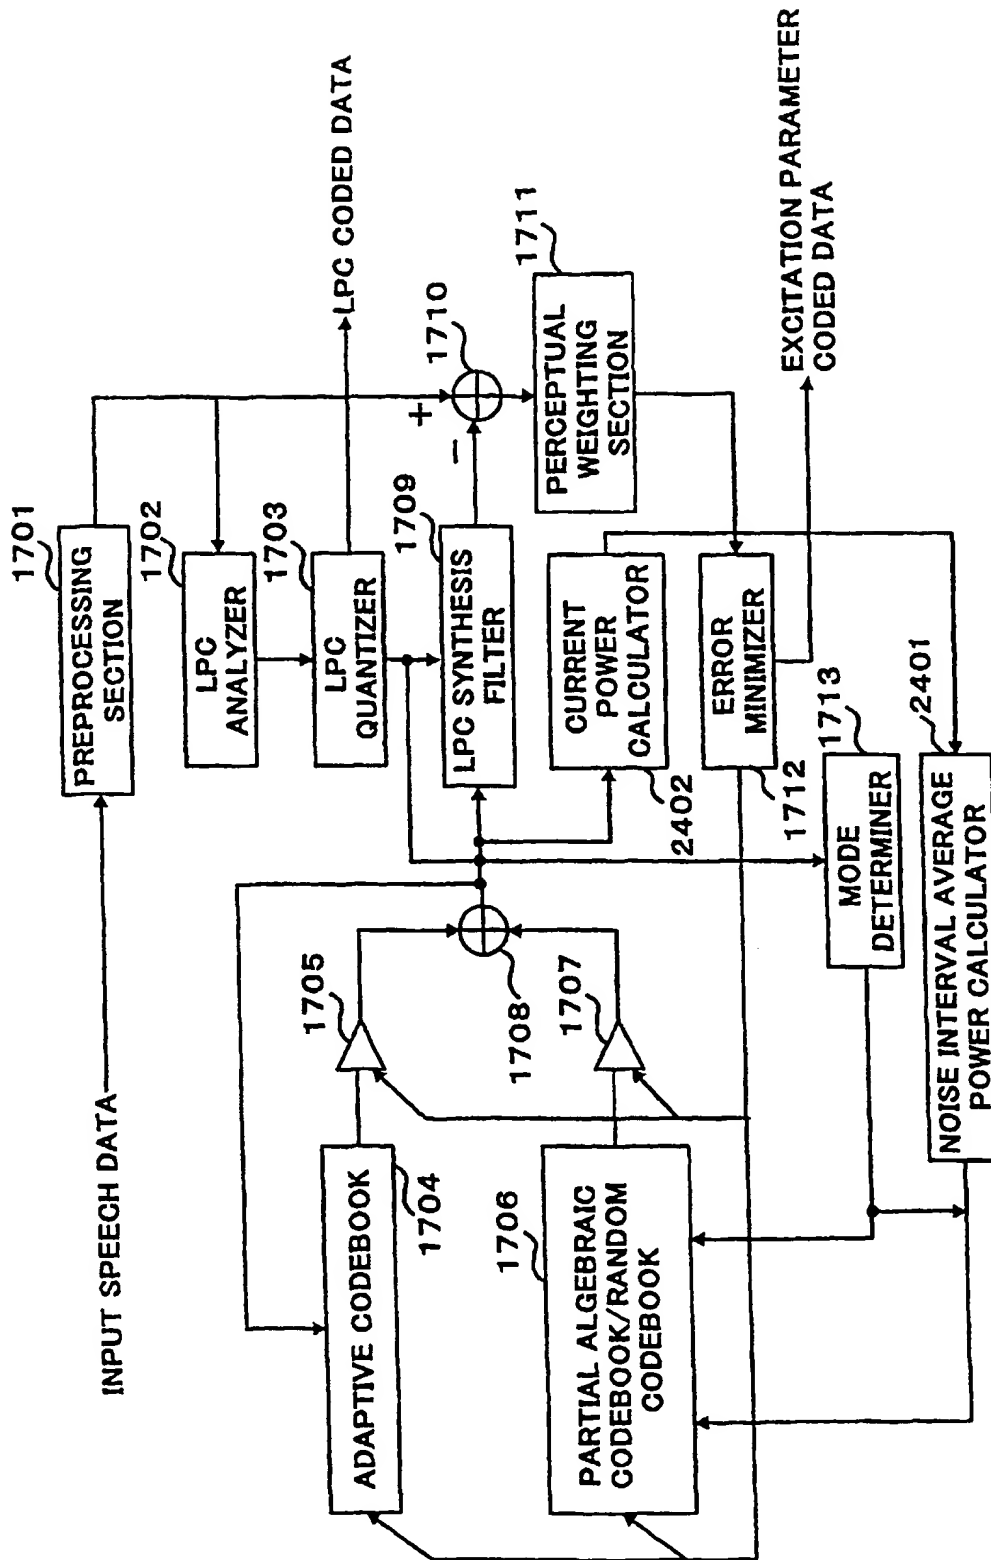 INPUT SPEECH DATA
1701
PREPROCESSING
SECTION
1702
LPC
ANALYZER
1703
LPC
QUANTIZER
LPC CODED DATA
1704
ADAPTIVE CODEBOOK
1705
1706
PARTIAL ALGEBRAIC
CODEBOOK/RANDOM
CODEBOOK
1707
1708
1709
LPC SYNTHESIS
FILTER
+
−
1710
1711
PERCEPTUAL
WEIGHTING
SECTION
2402
CURRENT
POWER
CALCULATOR
1712
ERROR
MINIMIZER
EXCITATION PARAMETER
CODED DATA
1713
MODE
DETERMINER
2401
NOISE INTERVAL AVERAGE
POWER CALCULATOR